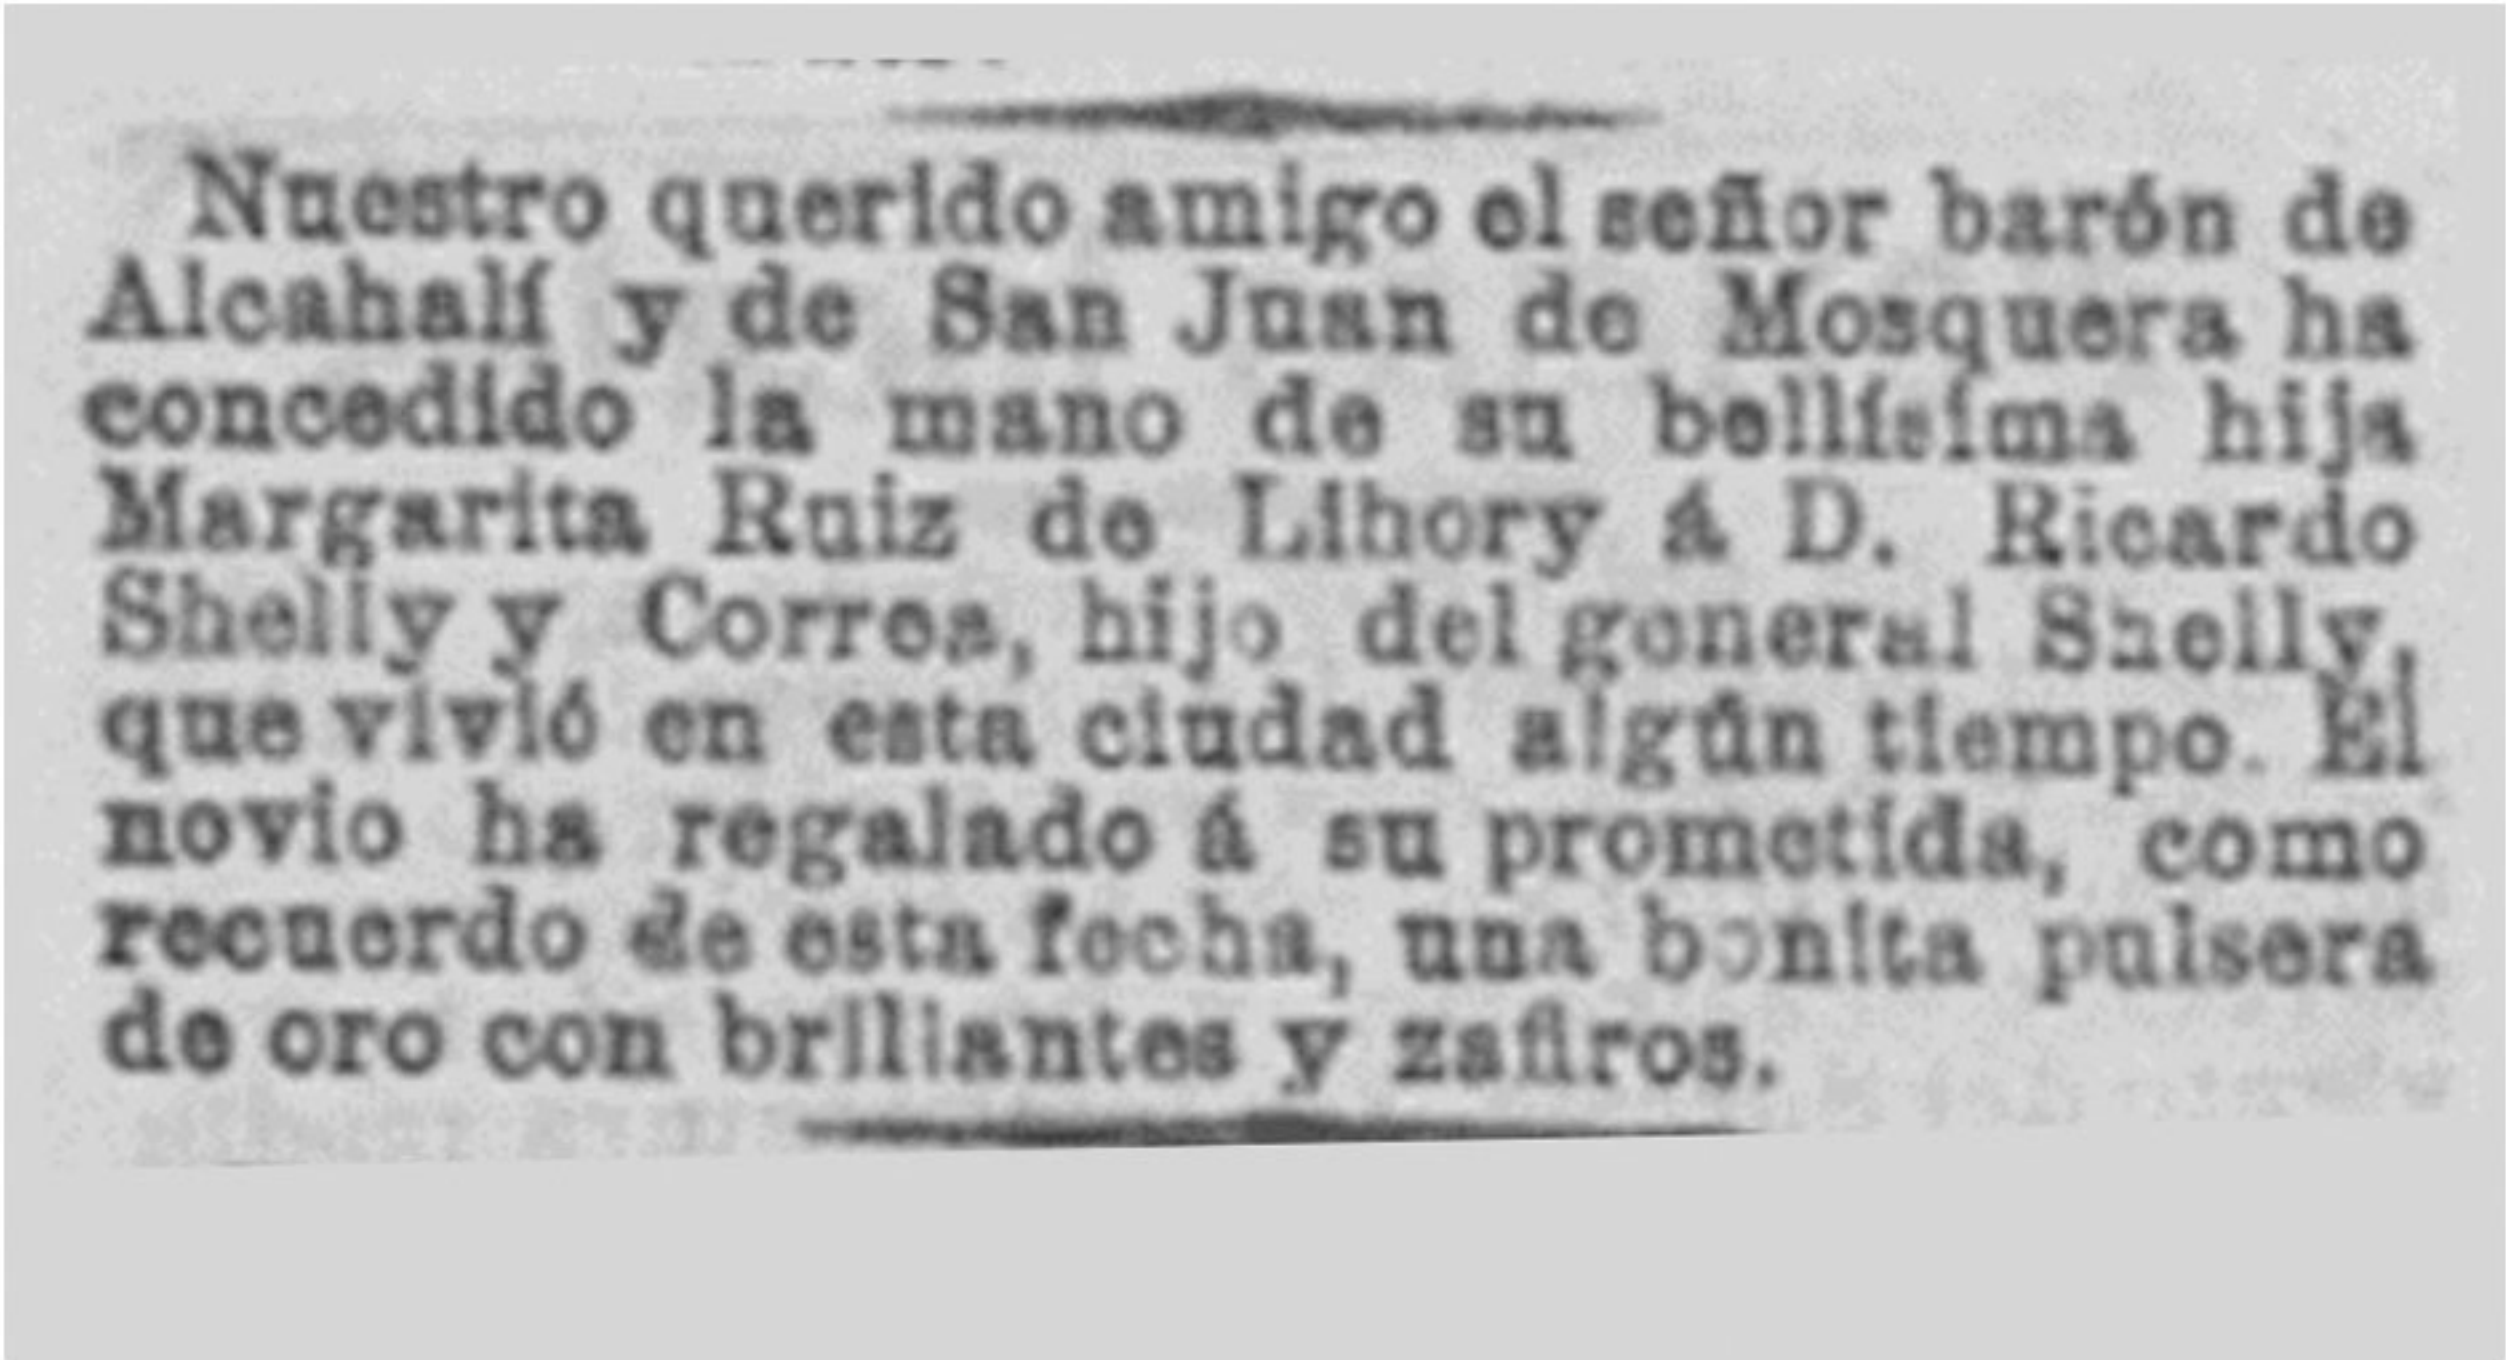 Nuestro querido amigo el señor barón de
Alcahalí y de San Juan de Mosquera ha
concedido la mano de su bellísima hija
Margarita Ruiz de Lihory á D. Ricardo
Shelly y Correa, hijo del general Shelly,
que vivió en esta ciudad algún tiempo. El
novio ha regalado á su prometida, como
recuerdo de esta fecha, una bonita pulsera
de oro con brillantes y zafiros.